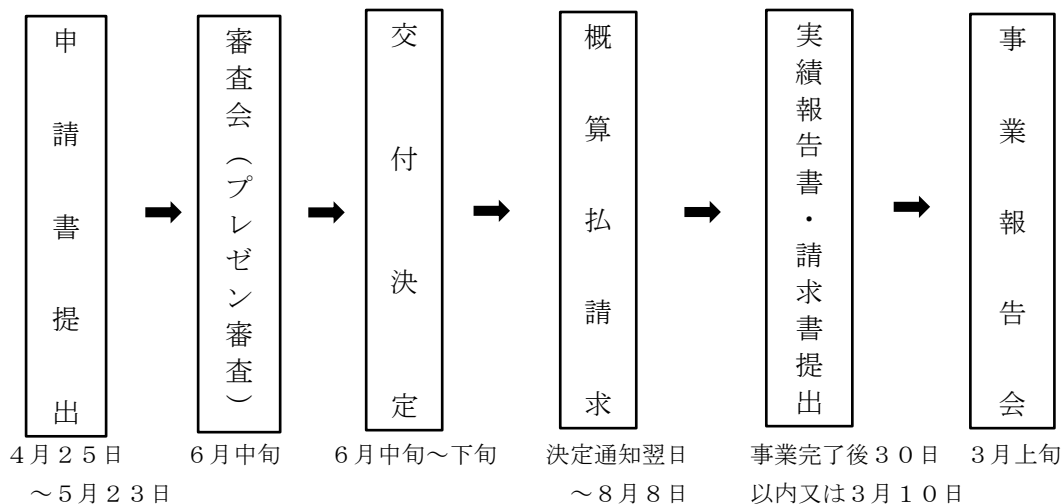 申請書提出
審査会（プレゼン審査）
交付決定
概算払請求
実績報告書・請求書提出
事業報告会
４月２５日
～５月２３日
６月中旬
６月中旬～下旬
決定通知翌日
～８月８日
事業完了後３０日
以内又は３月１０日
３月上旬